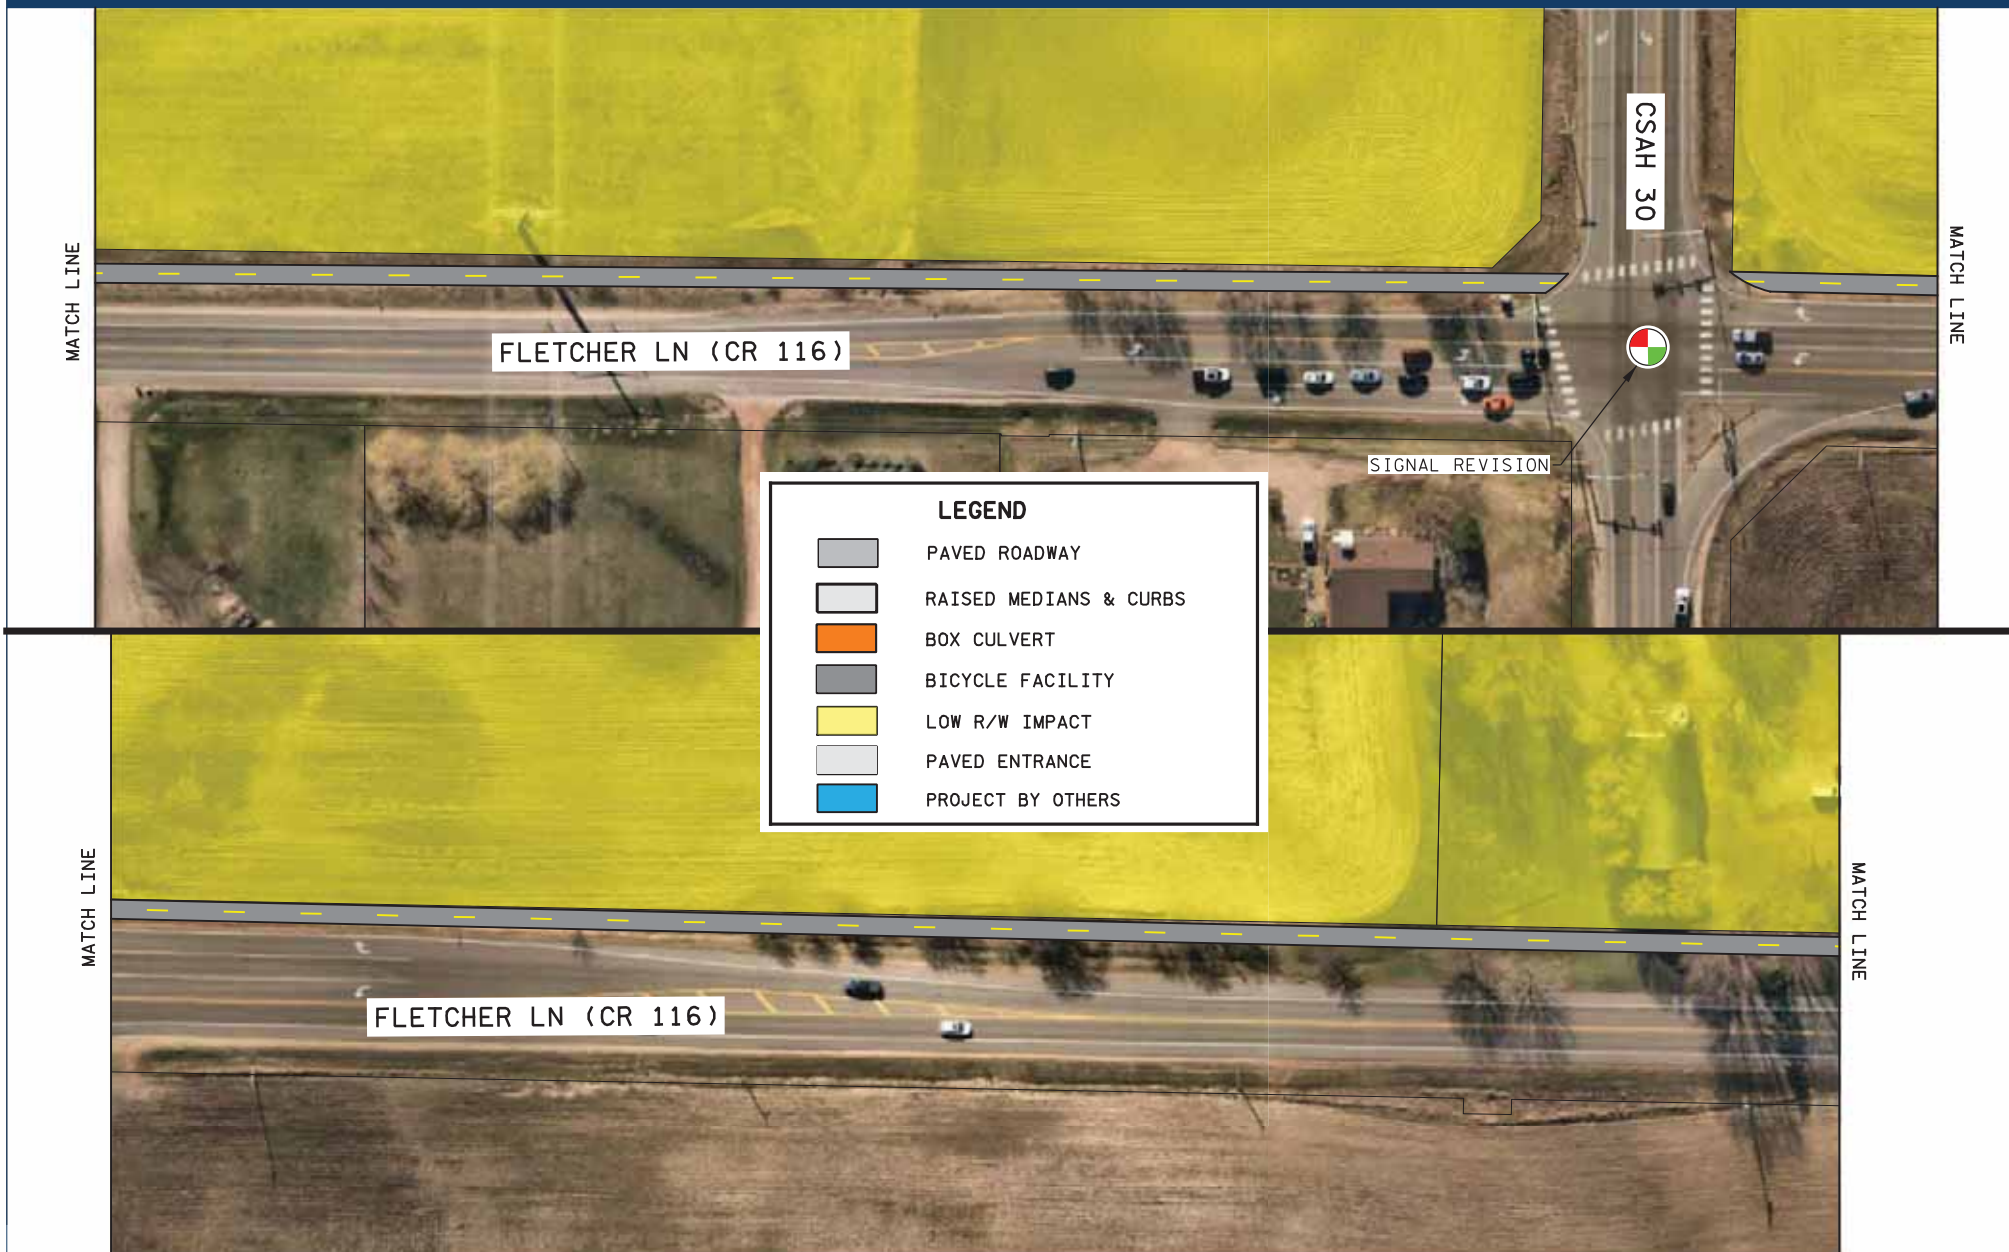 CSAH 30
MATCH LINE
MATCH LINE
FLETCHER LN (CR 116)
SIGNAL REVISION
LEGEND
PAVED ROADWAY
RAISED MEDIANS & CURBS
BOX CULVERT
BICYCLE FACILITY
LOW R/W IMPACT
PAVED ENTRANCE
PROJECT BY OTHERS
MATCH LINE
MATCH LINE
FLETCHER LN (CR 116)